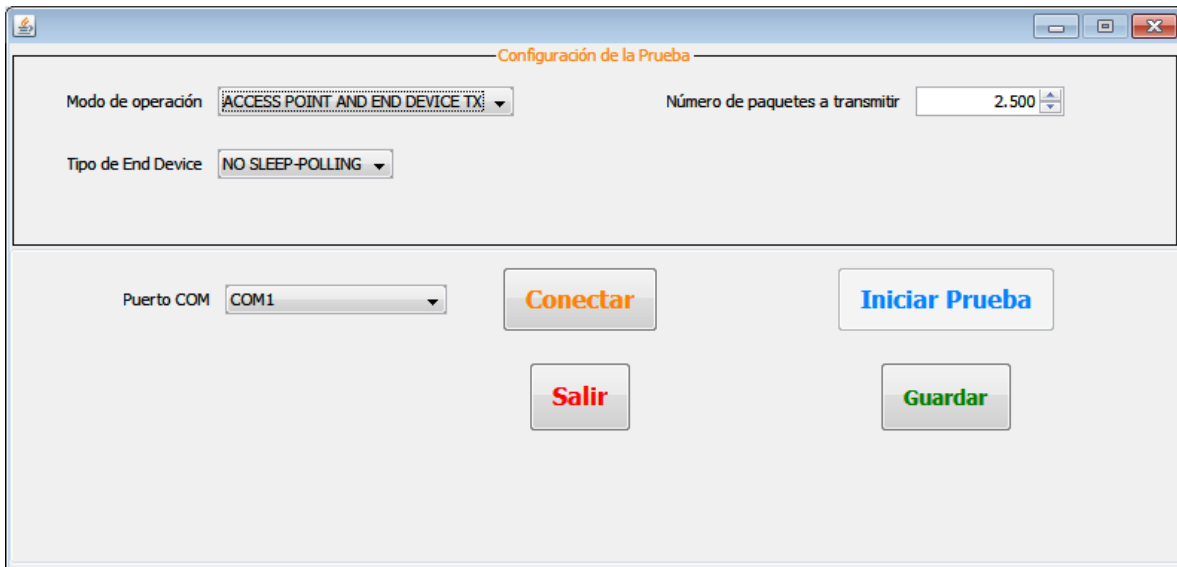 Configuración de la Prueba
Modo de operación ACCESS POINT AND END DEVICE TX Número de paquetes a transmitir 2.500
Tipo de End Device NO SLEEP-POLLING
Puerto COM COM1 Conectar Iniciar Prueba
Salir Guardar